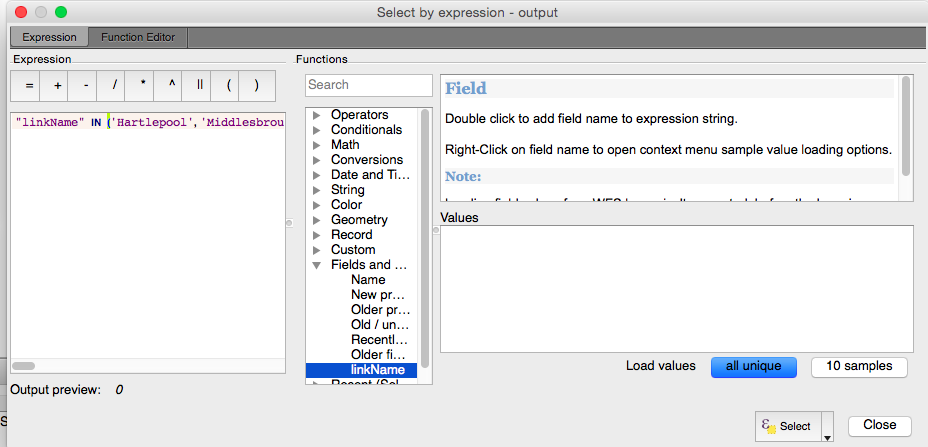 Select by expression - output
Expression
Function Editor
Expression
Functions
= + - / * ^ || ( )
"linkName" IN ('Hartlepool','Middlesbrou
Output preview: 0
Search
Operators
Conditionals
Math
Conversions
Date and Ti...
String
Color
Geometry
Record
Custom
Fields and ...
Name
New pr...
Older pr...
Old / un...
Recentl...
Older fi...
linkName
Recent (Sel
Field
Double click to add field name to expression string.
Right-Click on field name to open context menu sample value loading options.
Note:
Values
Load values
all unique
10 samples
Select
Close